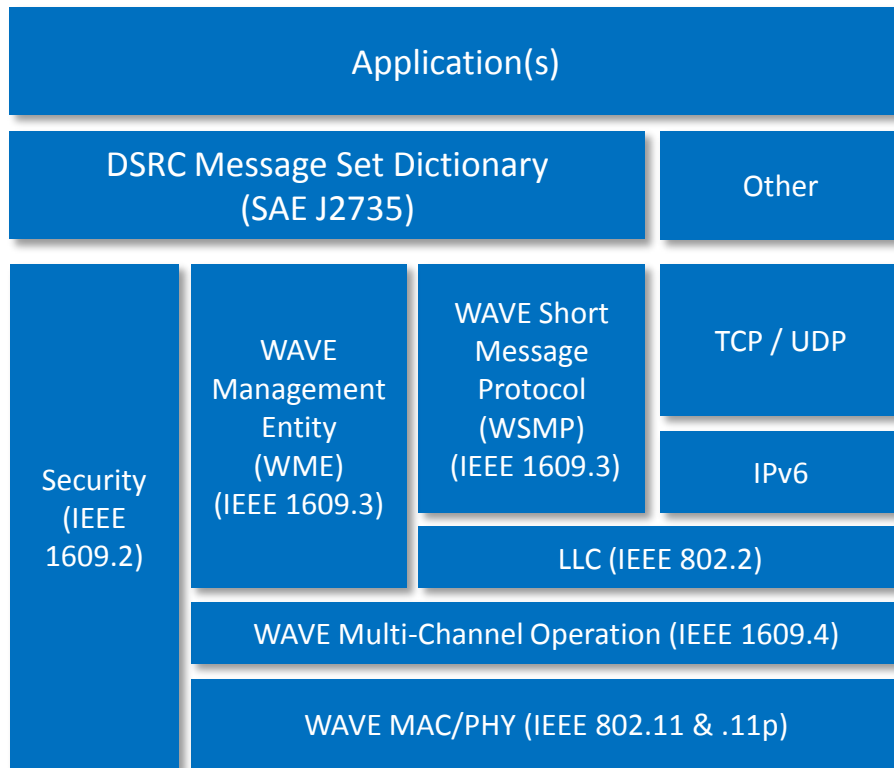 Application(s)
DSRC Message Set Dictionary
(SAE J2735)
Other
Security
(IEEE
1609.2)
WAVE
Management
Entity
(WME)
(IEEE 1609.3)
WAVE Short
Message
Protocol
(WSMP)
(IEEE 1609.3)
TCP / UDP
IPv6
LLC (IEEE 802.2)
WAVE Multi-Channel Operation (IEEE 1609.4)
WAVE MAC/PHY (IEEE 802.11 & .11p)